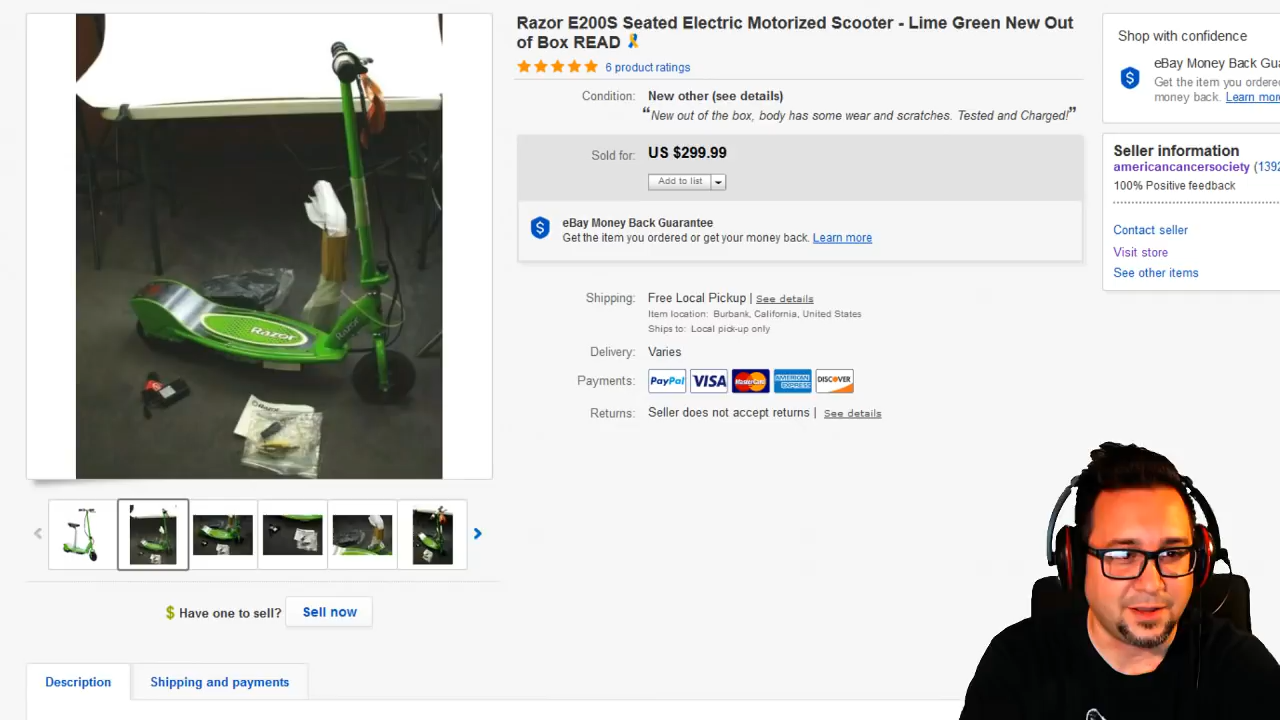 Razor E200S Seated Electric Motorized Scooter - Lime Green New Out
of Box READ
6 product ratings
Condition: New other (see details)
“New out of the box, body has some wear and scratches. Tested and Charged!”
Sold for: US $299.99
Add to list
eBay Money Back Guarantee
Get the item you ordered or get your money back. Learn more
Shipping: Free Local Pickup | See details
Item location: Burbank, California, United States
Ships to: Local pick-up only
Delivery: Varies
Payments: PayPal VISA MasterCard AMERICAN EXPRESS DISCOVER
Returns: Seller does not accept returns | See details
Shop with confidence
eBay Money Back Gua
Get the item you ordere
money back. Learn more
Seller information
americancancersociety (1392
100% Positive feedback
Contact seller
Visit store
See other items
RAZOR
RAZOR
$ Have one to sell? Sell now
Description
Shipping and payments